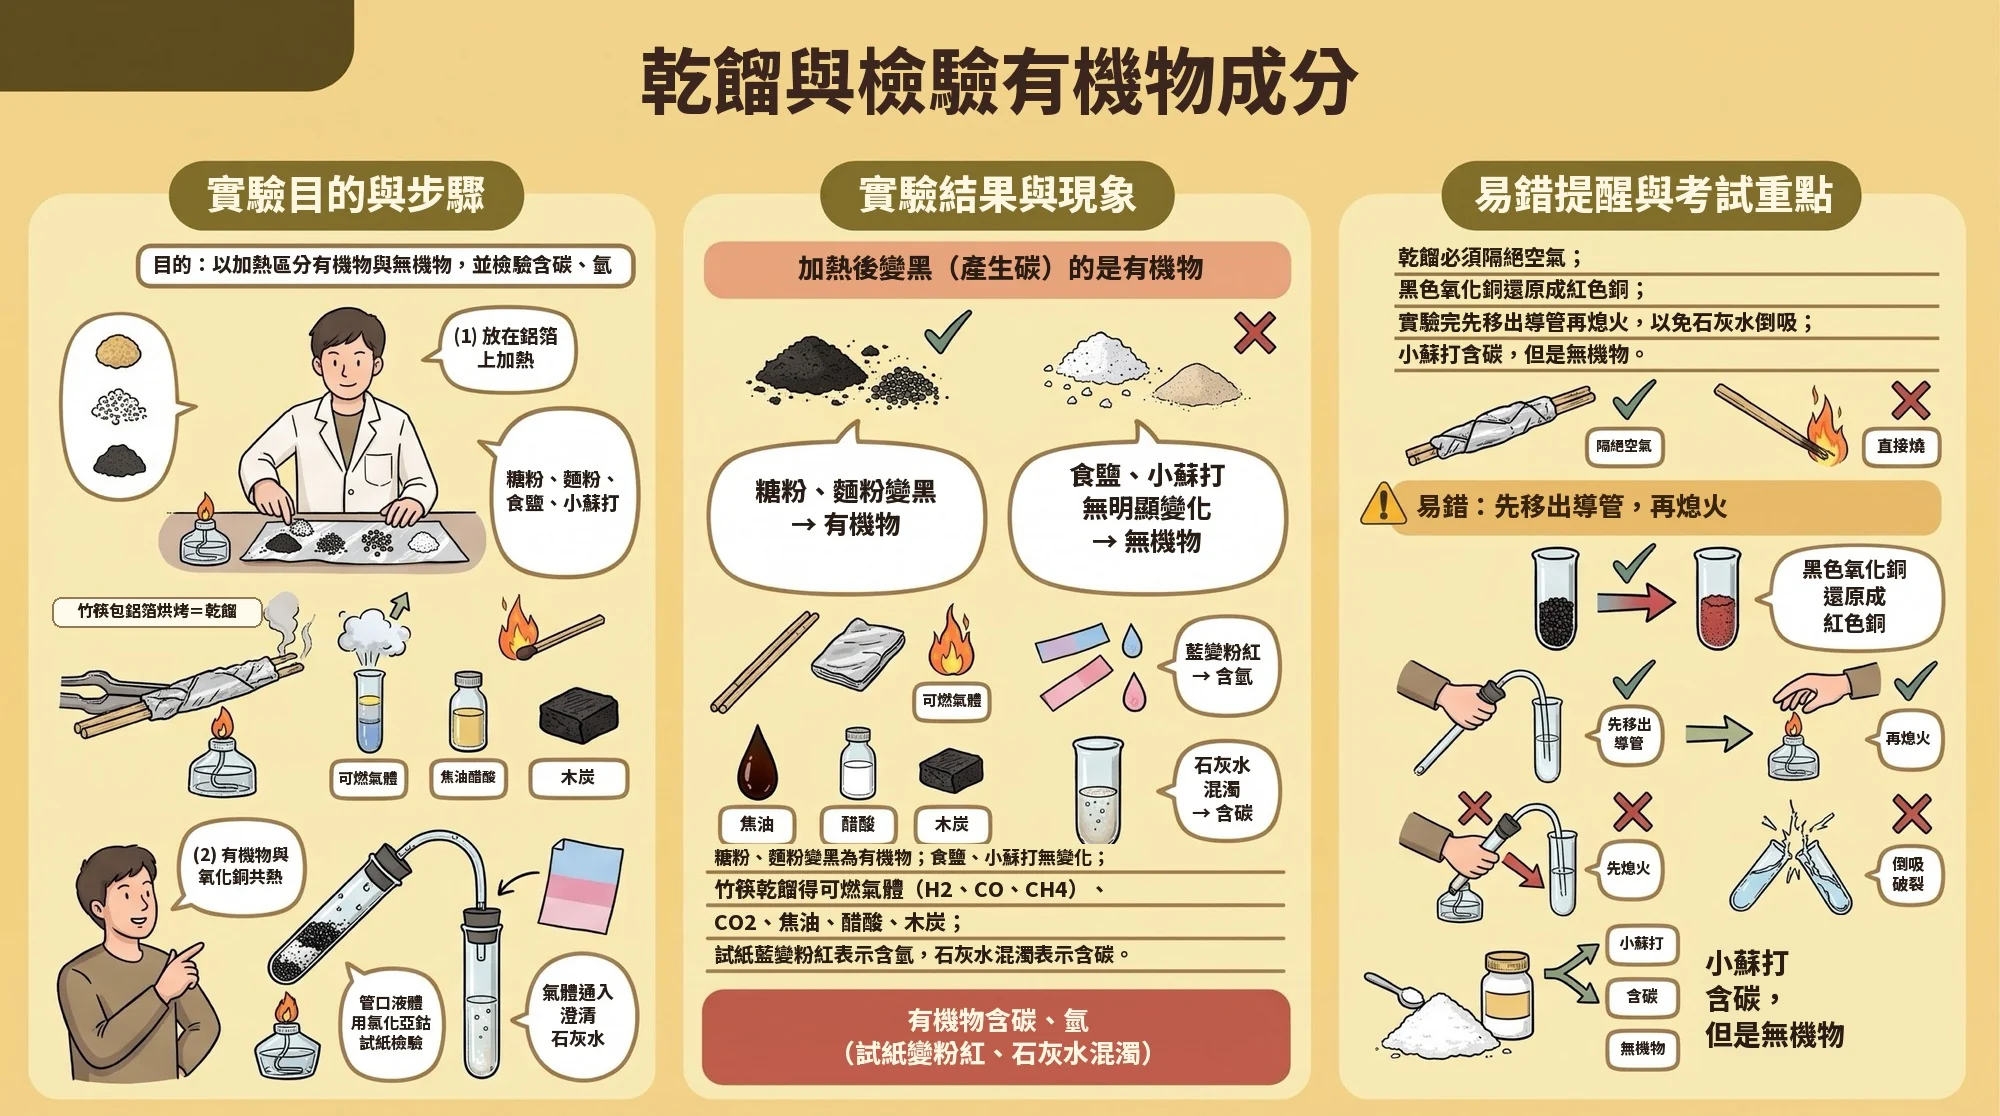 乾餾與檢驗有機物成分
實驗目的與步驟
目的：以加熱區分有機物與無機物，並檢驗含碳、氫
(1) 放在鋁箔
上加熱
糖粉、麵粉、
食鹽、小蘇打
竹筷包鋁箔烘烤＝乾餾
可燃氣體
焦油醋酸
木炭
(2) 有機物與
氧化銅共熱
管口液體
用氯化亞鈷
試紙檢驗
氣體通入
澄清
石灰水
實驗結果與現象
加熱後變黑（產生碳）的是有機物
糖粉、麵粉變黑
→ 有機物
食鹽、小蘇打
無明顯變化
→ 無機物
可燃氣體
藍變粉紅
→ 含氫
焦油
醋酸
木炭
石灰水
混濁
→ 含碳
糖粉、麵粉變黑為有機物；食鹽、小蘇打無變化；
竹筷乾餾得可燃氣體（H2、CO、CH4）、
CO2、焦油、醋酸、木炭；
試紙藍變粉紅表示含氫，石灰水混濁表示含碳。
有機物含碳、氫
（試紙變粉紅、石灰水混濁）
易錯提醒與考試重點
乾餾必須隔絕空氣；
黑色氧化銅還原成紅色銅；
實驗完先移出導管再熄火，以免石灰水倒吸；
小蘇打含碳，但是無機物。
隔絕空氣
直接燒
易錯：先移出導管，再熄火
黑色氧化銅
還原成
紅色銅
先移出
導管
再熄火
先熄火
倒吸
破裂
小蘇打
含碳
無機物
小蘇打
含碳，
但是無機物